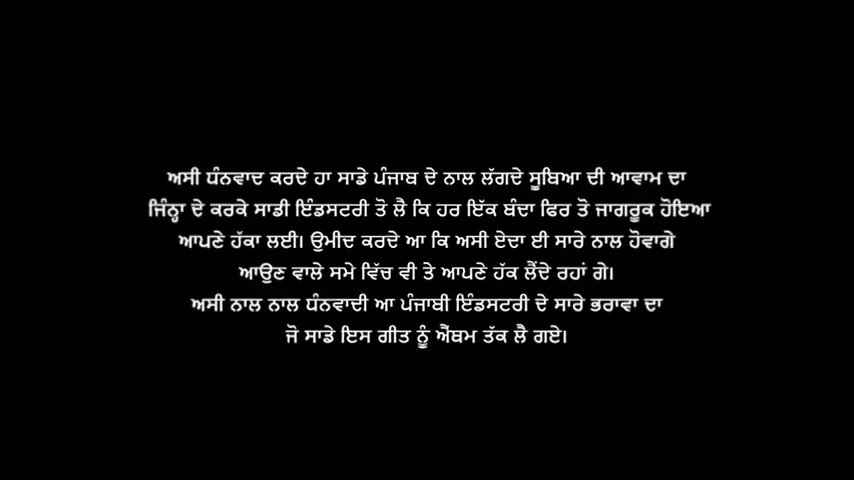 ਅਸੀ ਧੰਨਵਾਦ ਕਰਦੇ ਹਾ ਸਾਡੇ ਪੰਜਾਬ ਦੇ ਨਾਲ ਲੱਗਦੇ ਸੂਬਿਆ ਦੀ ਆਵਾਮ ਦਾ
ਜਿੰਨ੍ਹਾ ਦੇ ਕਰਕੇ ਸਾਡੀ ਇੰਡਸਟਰੀ ਤੋ ਲੈ ਕਿ ਹਰ ਇੱਕ ਬੰਦਾ ਫਿਰ ਤੋ ਜਾਗਰੂਕ ਹੋਇਆ
ਆਪਣੇ ਹੱਕਾ ਲਈ। ਉਮੀਦ ਕਰਦੇ ਆ ਕਿ ਅਸੀ ਏਦਾ ਈ ਸਾਰੇ ਨਾਲ ਹੋਵਾਗੇ
ਆਉਣ ਵਾਲੇ ਸਮੇ ਵਿੱਚ ਵੀ ਤੇ ਆਪਣੇ ਹੱਕ ਲੈਂਦੇ ਰਹਾਂ ਗੇ।
ਅਸੀ ਨਾਲ ਨਾਲ ਧੰਨਵਾਦੀ ਆ ਪੰਜਾਬੀ ਇੰਡਸਟਰੀ ਦੇ ਸਾਰੇ ਭਰਾਵਾ ਦਾ
ਜੋ ਸਾਡੇ ਇਸ ਗੀਤ ਨੂੰ ਐਂਥਮ ਤੱਕ ਲੈ ਗਏ।